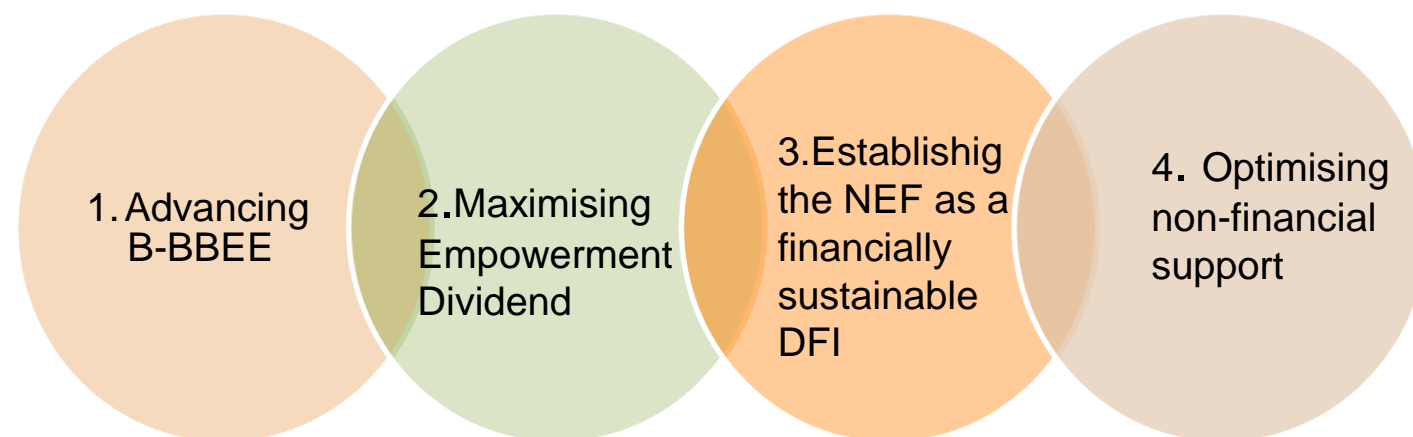 1. Advancing
B-BBEE
2.Maximising
Empowerment
Dividend
3.Establishig
the NEF as a
financially
sustainable
DFI
4. Optimising
non-financial
support